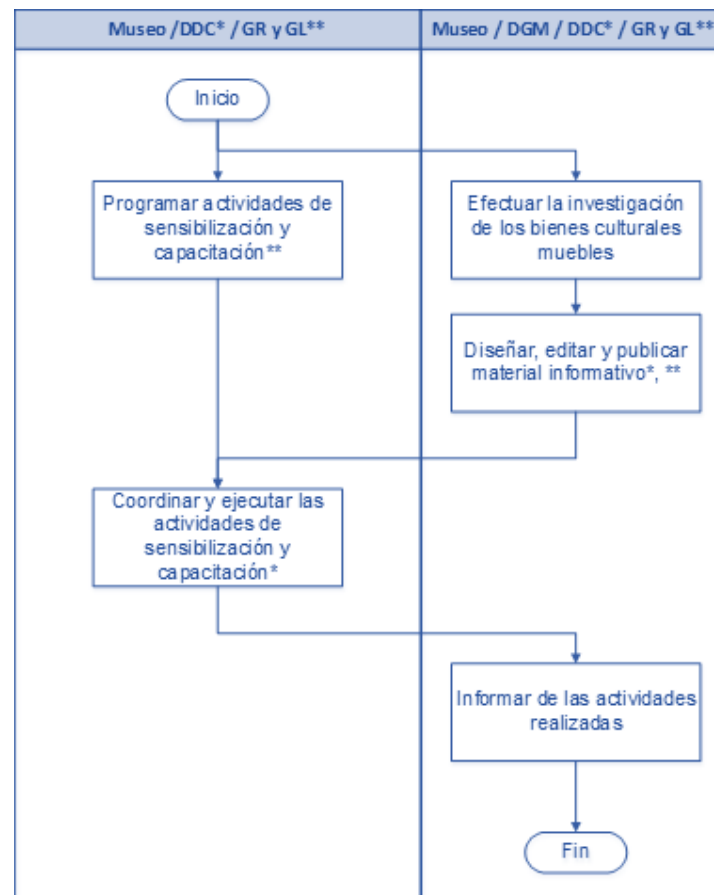 Museo /DDC* / GR y GL**
Museo / DGM / DDC* / GR y GL**
Inicio
Programar actividades de
sensibilización y
capacitación**
Efectuar la investigación
de los bienes culturales
muebles
Diseñar, editar y publicar
material informativo*, **
Coordinar y ejecutar las
actividades de
sensibilización y
capacitación*
Informar de las actividades
realizadas
Fin